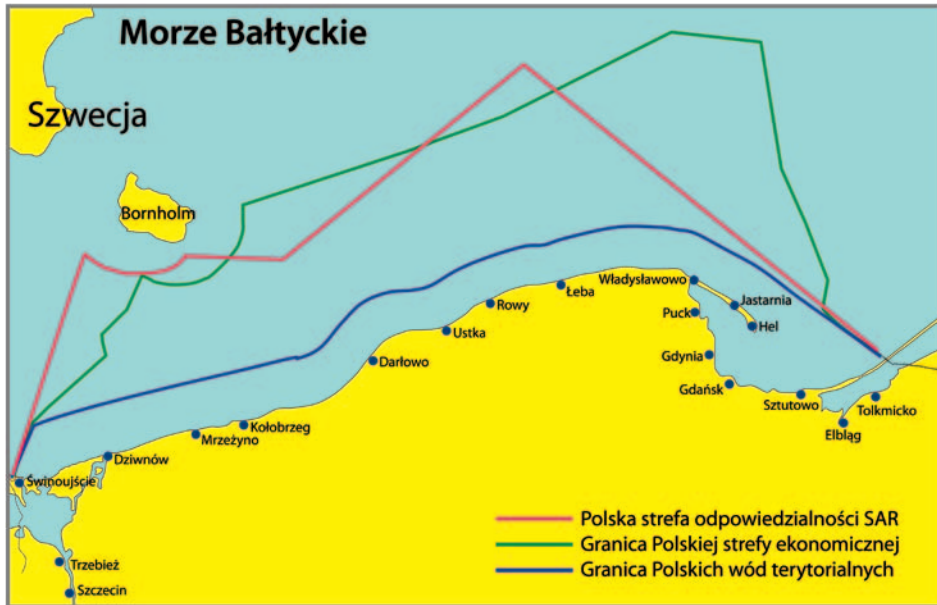 Morze Bałtyckie
Szwecja
Bornholm
Władysławowo
Łeba
Jastarnia
Rowy
Puck
Hel
Ustka
Gdynia
Darłowo
Gdańsk
Sztutowo
Tolkmicko
Kołobrzeg
Elbląg
Mrzeżyno
Dziwnów
Świnoujście
Polska strefa odpowiedzialności SAR
Granica Polskiej strefy ekonomicznej
Granica Polskich wód terytorialnych
Trzebież
Szczecin